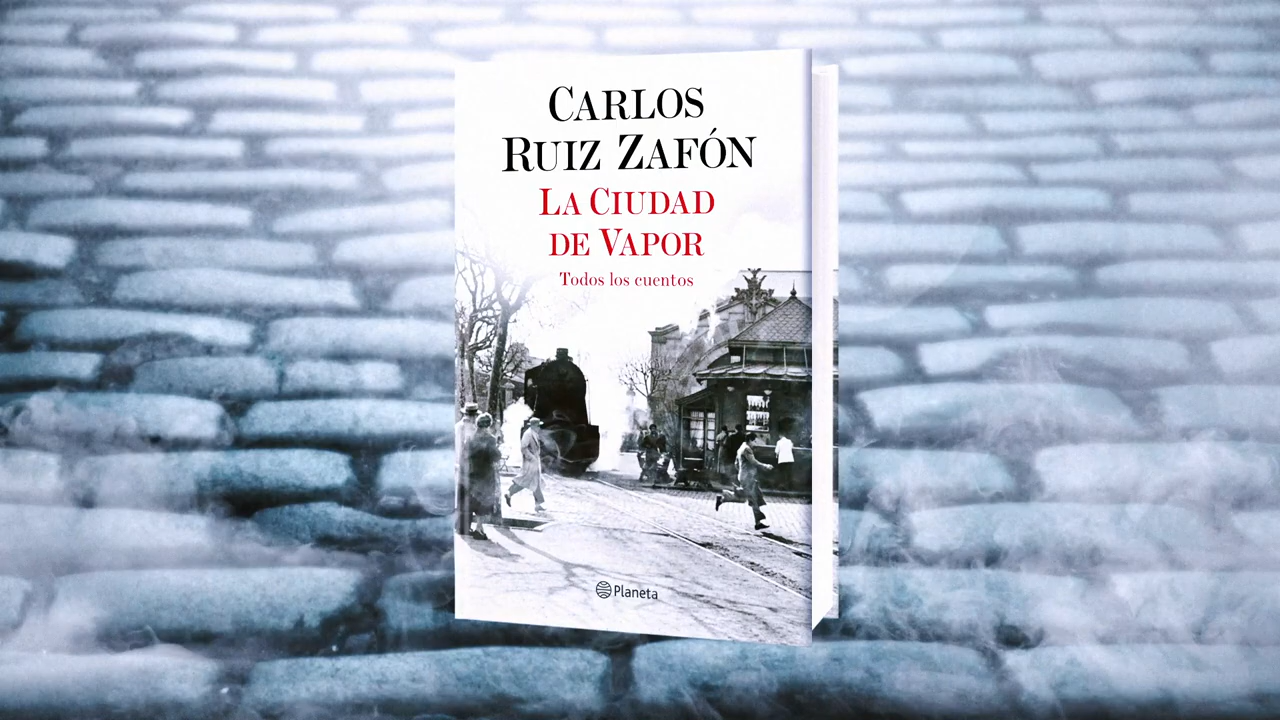 CARLOS
RUIZ ZAFÓN
LA CIUDAD
DE VAPOR
Todos los cuentos
Planeta